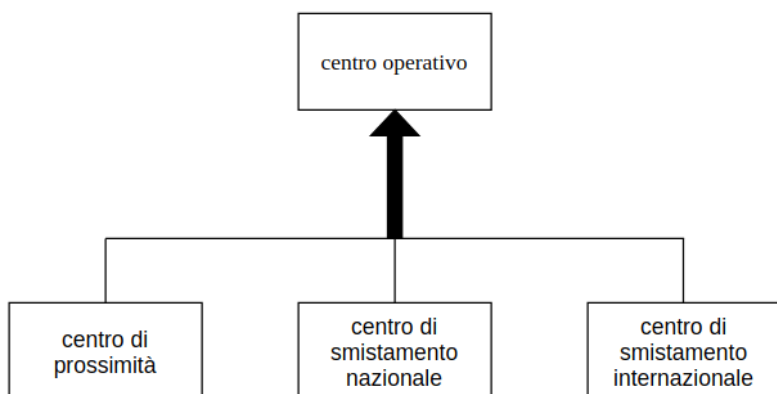 centro operativo
centro di
prossimità
centro di
smistamento
nazionale
centro di
smistamento
internazionale